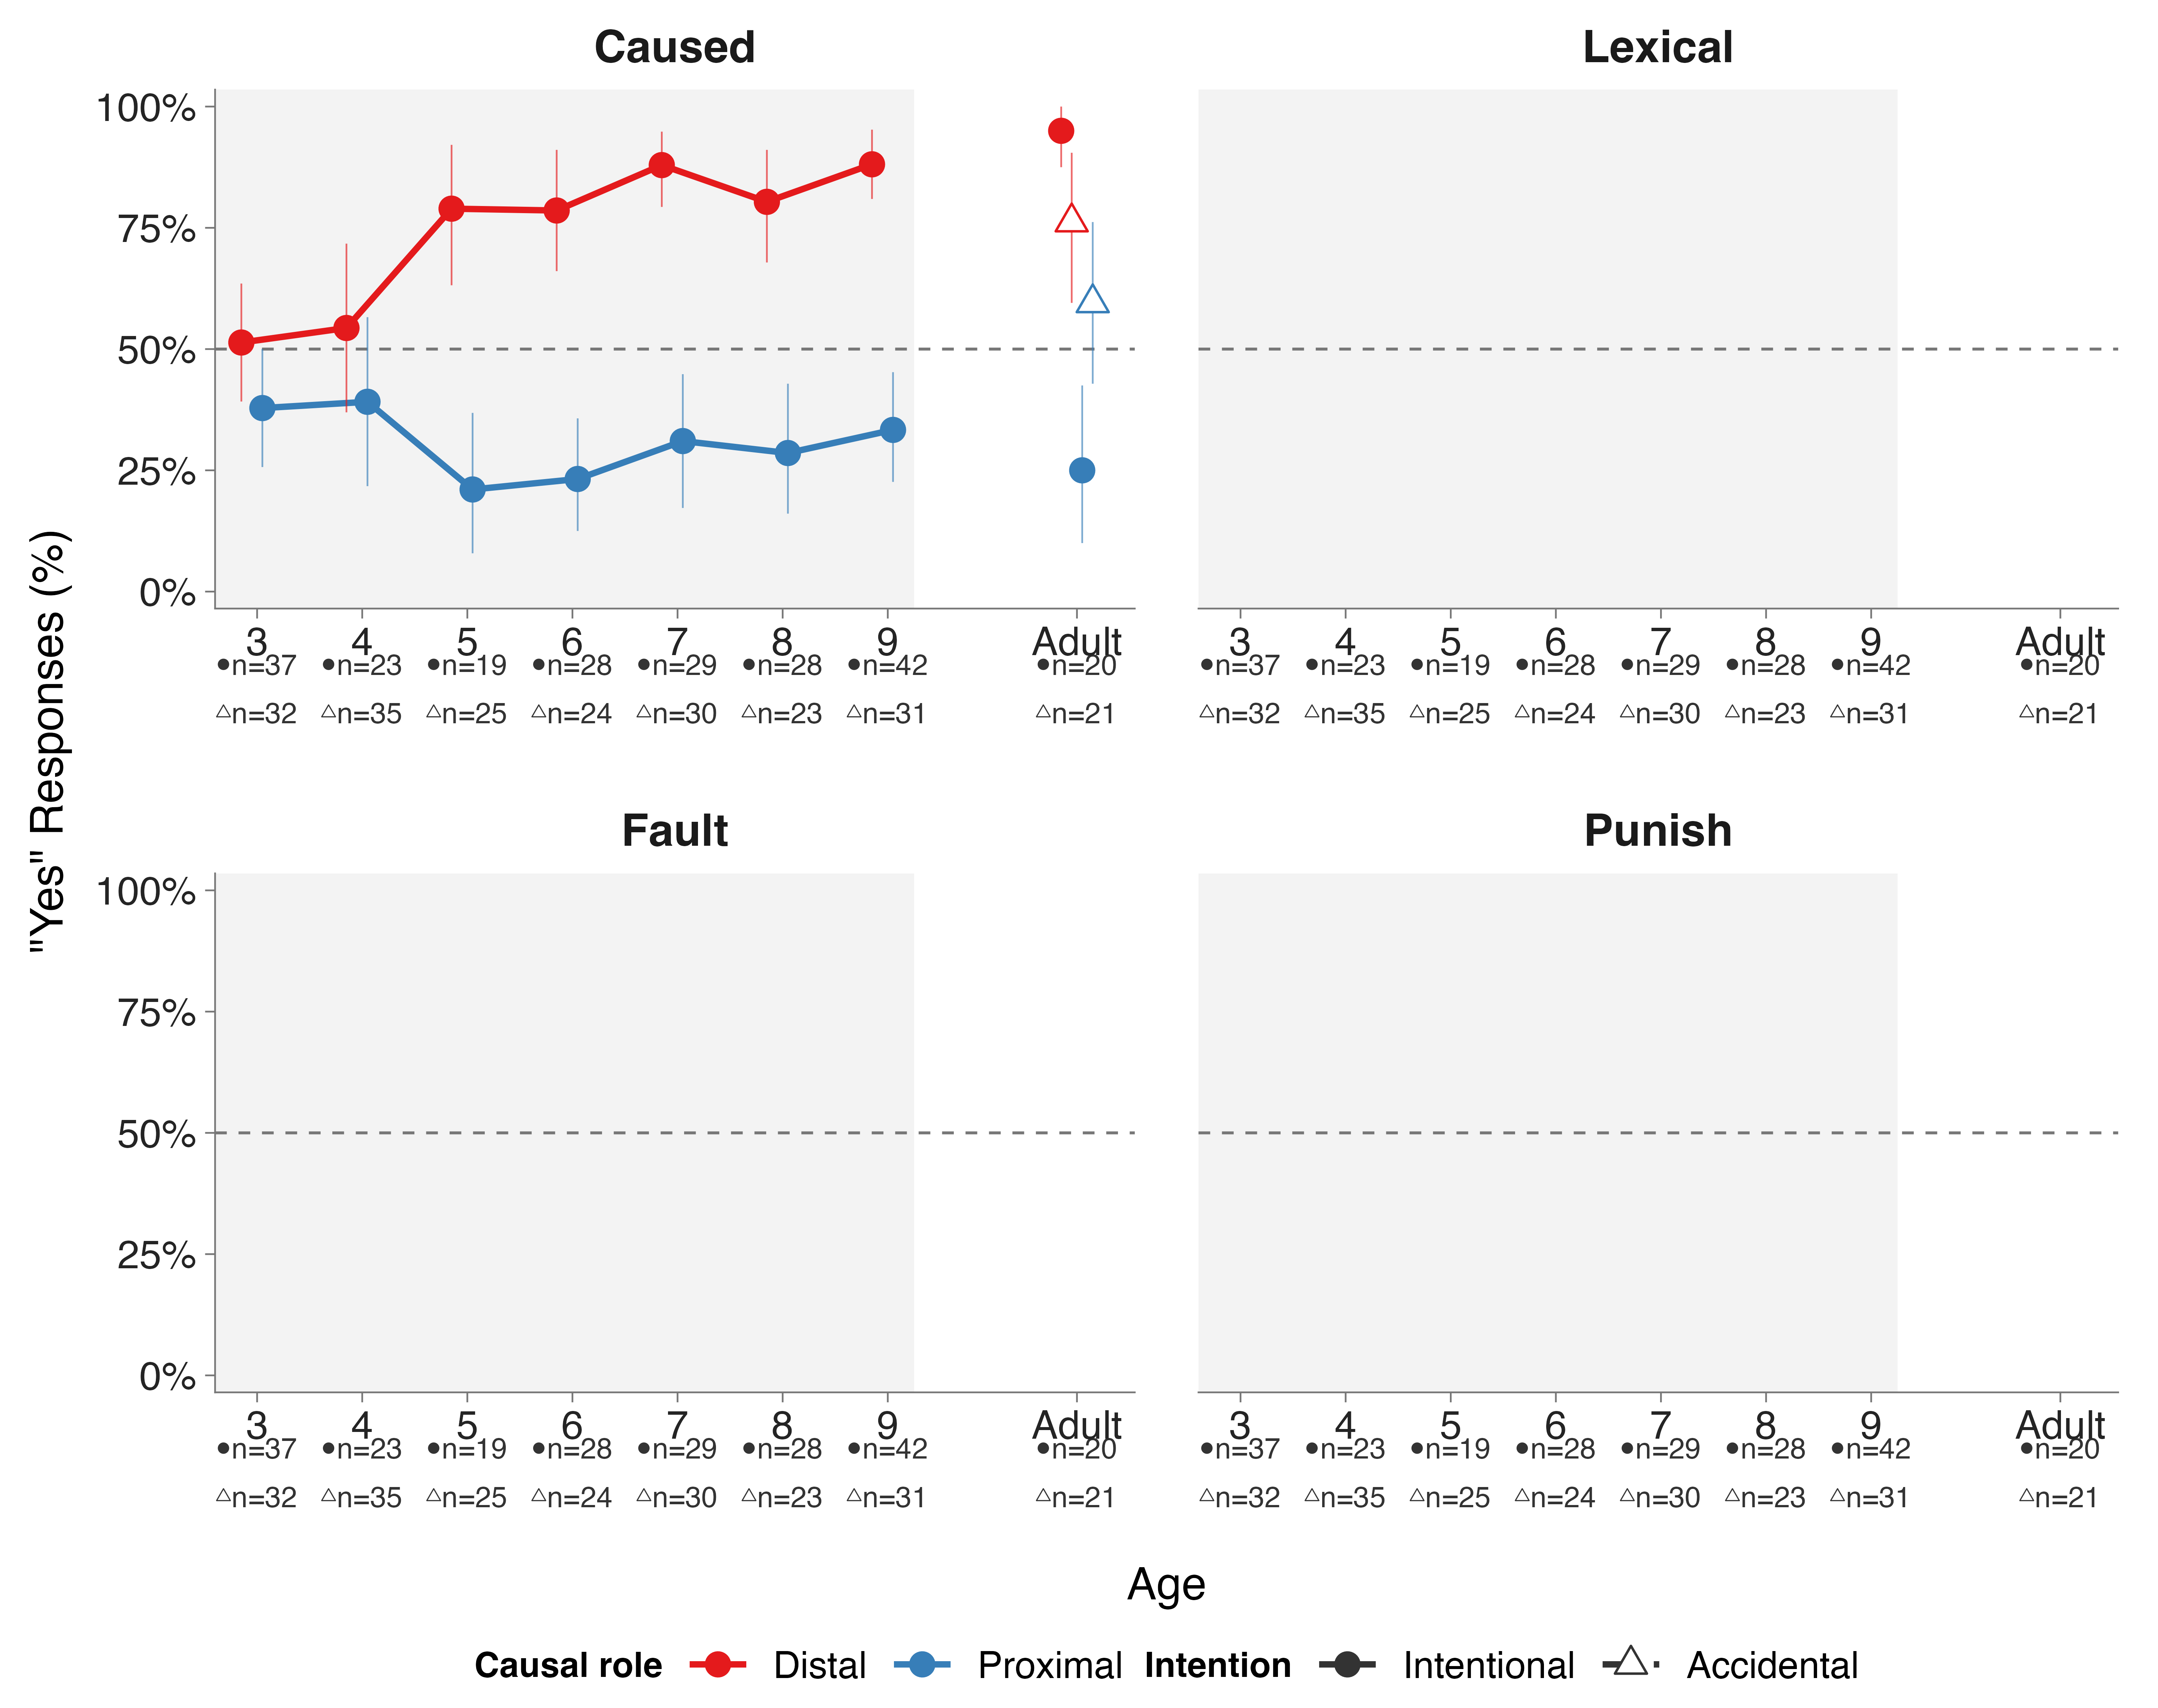 Caused Lexical
100%
75%
50%
25%
0%
3 4 5 6 7 8 9 Adult 3 4 5 6 7 8 9 Adult
●n=37 ●n=23 ●n=19 ●n=28 ●n=29 ●n=28 ●n=42 ●n=20 ●n=37 ●n=23 ●n=19 ●n=28 ●n=29 ●n=28 ●n=42 ●n=20
△n=32 △n=35 △n=25 △n=24 △n=30 △n=23 △n=31 △n=21 △n=32 △n=35 △n=25 △n=24 △n=30 △n=23 △n=31 △n=21
"Yes" Responses (%)
Fault Punish
100%
75%
50%
25%
0%
3 4 5 6 7 8 9 Adult 3 4 5 6 7 8 9 Adult
●n=37 ●n=23 ●n=19 ●n=28 ●n=29 ●n=28 ●n=42 ●n=20 ●n=37 ●n=23 ●n=19 ●n=28 ●n=29 ●n=28 ●n=42 ●n=20
△n=32 △n=35 △n=25 △n=24 △n=30 △n=23 △n=31 △n=21 △n=32 △n=35 △n=25 △n=24 △n=30 △n=23 △n=31 △n=21
Age
Causal role Distal Proximal Intention Intentional Accidental